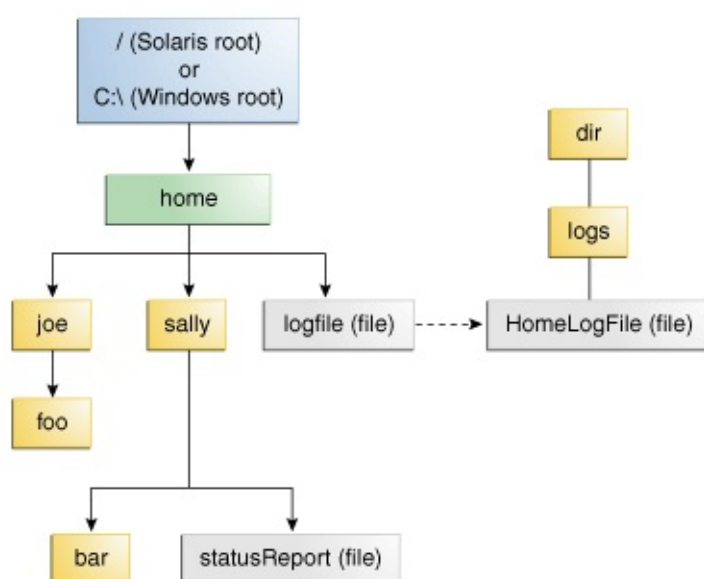 / (Solaris root)
or
C:\ (Windows root)
home
dir
logs
joe
sally
logfile (file)
HomeLogFile (file)
foo
bar
statusReport (file)